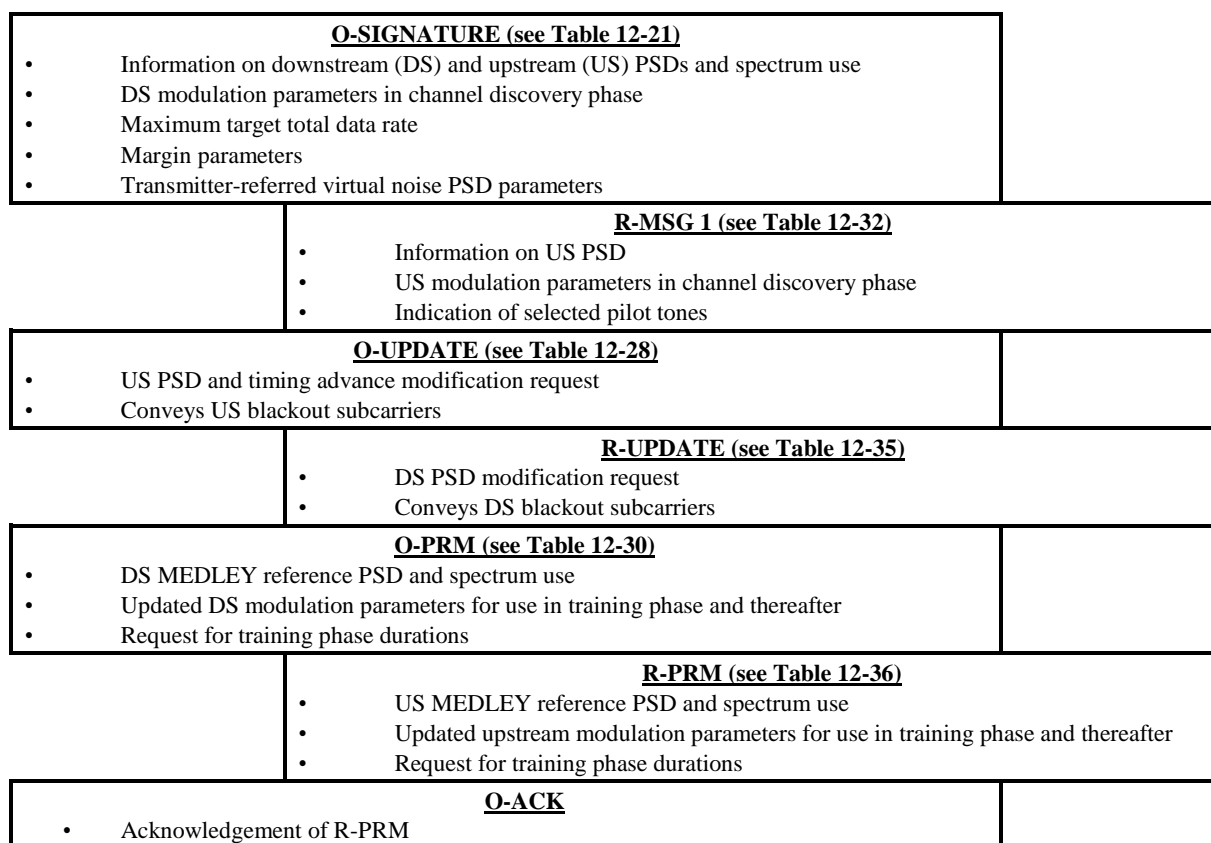 O-SIGNATURE (see Table 12-21)
• Information on downstream (DS) and upstream (US) PSDs and spectrum use
• DS modulation parameters in channel discovery phase
• Maximum target total data rate
• Margin parameters
• Transmitter-referred virtual noise PSD parameters
R-MSG 1 (see Table 12-32)
• Information on US PSD
• US modulation parameters in channel discovery phase
• Indication of selected pilot tones
O-UPDATE (see Table 12-28)
• US PSD and timing advance modification request
• Conveys US blackout subcarriers
R-UPDATE (see Table 12-35)
• DS PSD modification request
• Conveys DS blackout subcarriers
O-PRM (see Table 12-30)
• DS MEDLEY reference PSD and spectrum use
• Updated DS modulation parameters for use in training phase and thereafter
• Request for training phase durations
R-PRM (see Table 12-36)
• US MEDLEY reference PSD and spectrum use
• Updated upstream modulation parameters for use in training phase and thereafter
• Request for training phase durations
O-ACK
• Acknowledgement of R-PRM